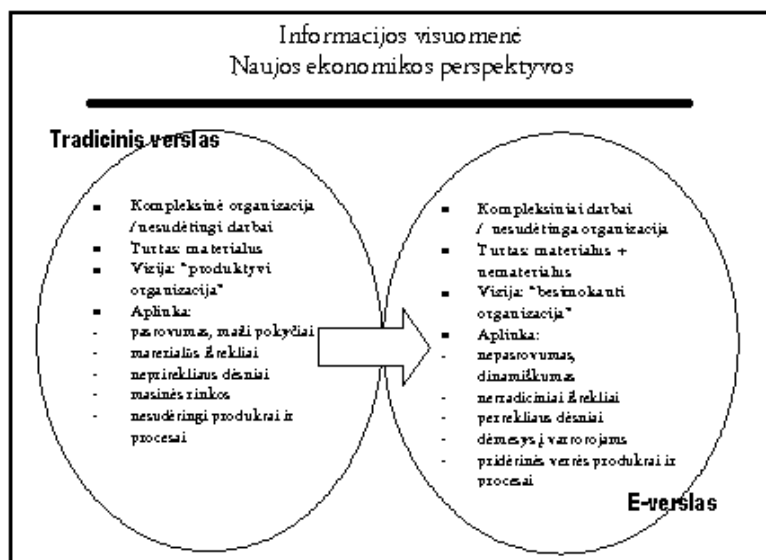 Informacijos visuomenė
Naujos ekonomikos perspektyvos
Tradicinis verslas
▪ Kompleksinė organizacija
/nesudėtingi darbai
▪ Turtas: materialus
▪ Vizija: "produktyvi
organizacija"
▪ Aplinka:
- pastovumas, maži pokyčiai
- materialūs ištekliai
- nepritekliaus dėsniai
- masinės rinkos
- nesudėtingi produktai ir
procesai
▪ Kompleksiniai darbai
/ nesudėtinga organizacija
▪ Turtas: materialus +
nematerialus
▪ Vizija: "besimokanti
organizacija"
▪ Aplinka:
- nepastovumas,
dinamiškumas
- netradiciniai ištekliai
- pertekliaus dėsniai
- dėmesys į vartotojams
- pridėtinės vertės produktai ir
procesai
E-verslas